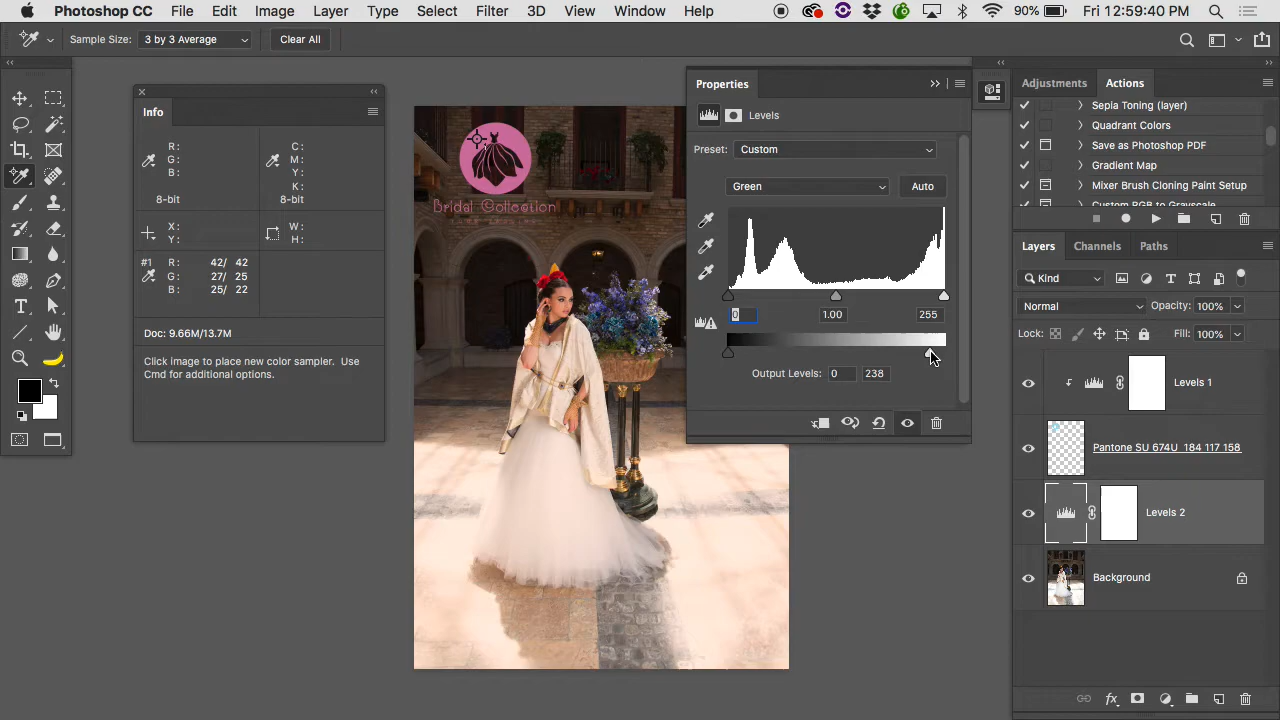 Photoshop CC File Edit Image Layer Type Select Filter 3D View Window Help 90% Fri 12:59:40 PM
Sample Size: 3 by 3 Average Clear All
Info
R:
G:
B:
8-bit
C:
M:
Y:
K:
8-bit
X:
Y:
W:
H:
#1 R: 42/ 42
G: 27/ 25
B: 25/ 22
Doc: 9.66M/13.7M
Click image to place new color sampler. Use
Cmd for additional options.
Bridal Collection
Properties
Levels
Preset: Custom
Green Auto
0 1.00 255
Output Levels: 0 238
Adjustments Actions
Sepia Toning (layer)
Quadrant Colors
Save as Photoshop PDF
Gradient Map
Mixer Brush Cloning Paint Setup
Custom RGB to Grayscale
Layers Channels Paths
Kind
Normal Opacity: 100%
Lock: Fill: 100%
Levels 1
Pantone SU 674U 184 117 158
Levels 2
Background
fx